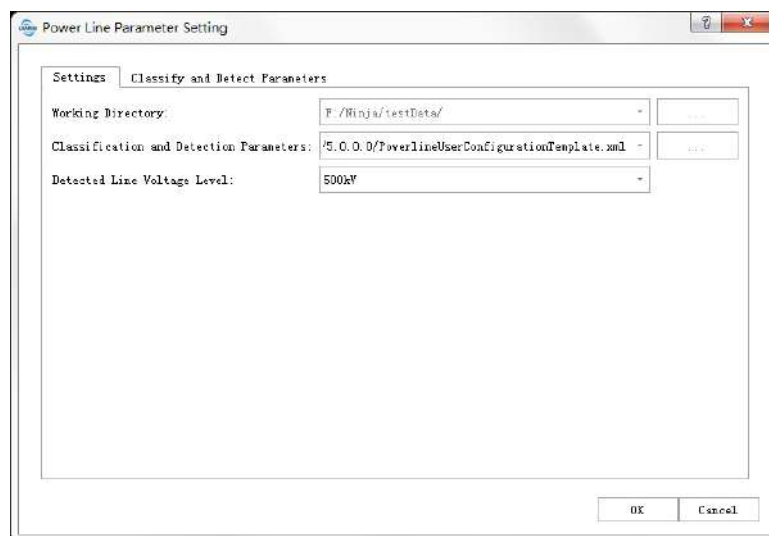 Power Line Parameter Setting
Settings Classify and Detect Parameters
Working Directory: F:/Ninja/testData/ ...
Classification and Detection Parameters: /5.0.0.0/PowerlineUserConfigurationTemplate.xml ...
Detected Line Voltage Level: 500kV
OK Cancel